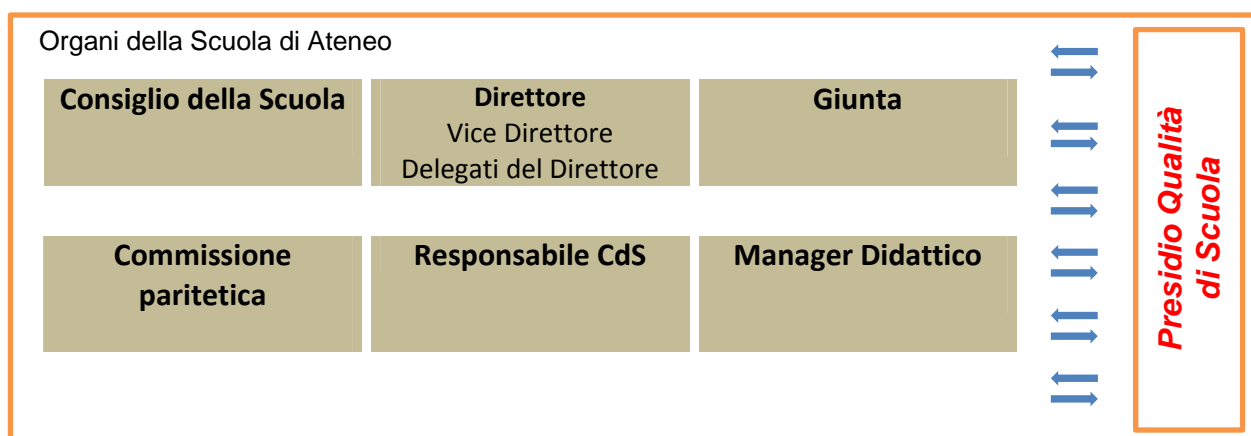 Organi della Scuola di Ateneo
Consiglio della Scuola
Direttore
Vice Direttore
Delegati del Direttore
Giunta
Commissione
paritetica
Responsabile CdS
Manager Didattico
Presidio Qualità
di Scuola